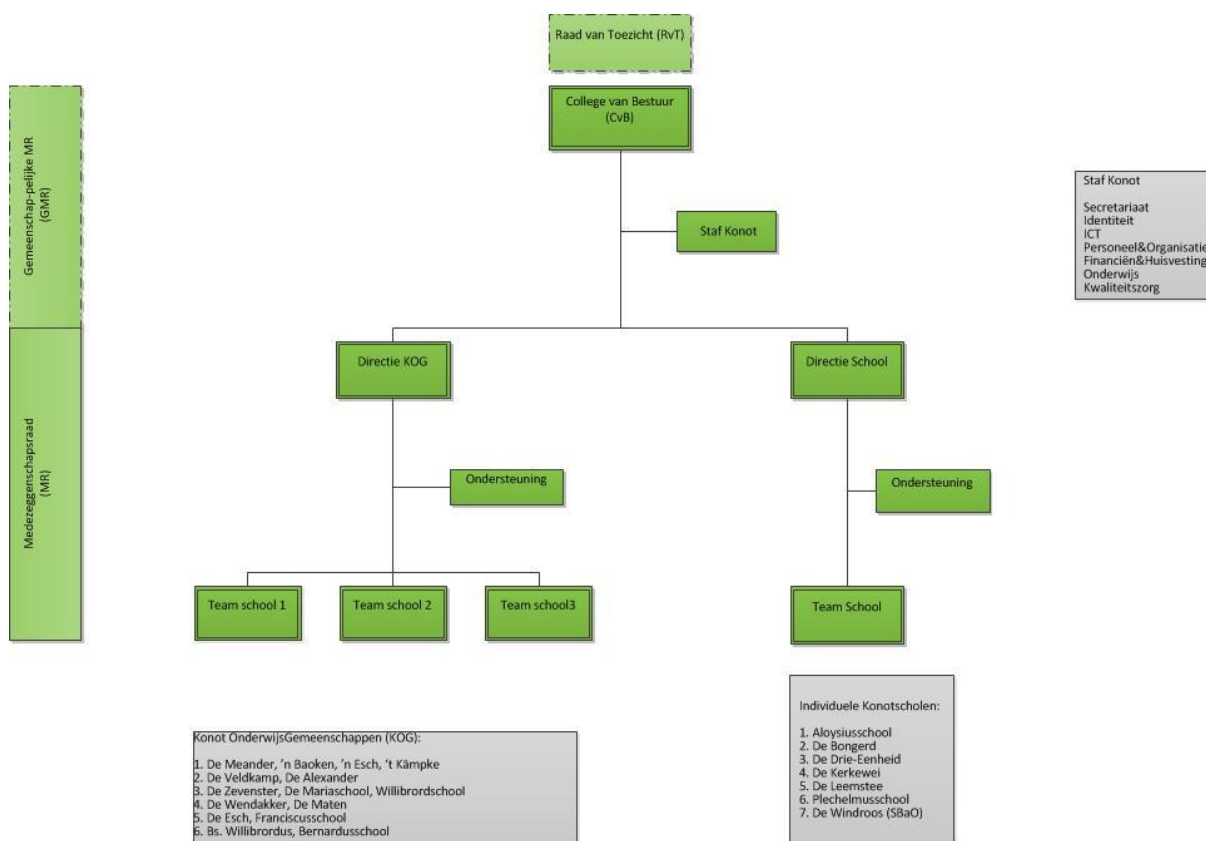 Raad van Toezicht (RvT)
College van Bestuur
(CvB)
Gemeenschap-pelijke MR
(GMR)
Staf Konot
Staf Konot
Secretariaat
Identiteit
ICT
Personeel&Organisatie
Financiën&Huisvesting
Onderwijs
Kwaliteitszorg
Medezeggenschapsraad
(MR)
Directie KOG
Directie School
Ondersteuning
Ondersteuning
Team school 1
Team school 2
Team school3
Team School
Konot OnderwijsGemeenschappen (KOG):
1. De Meander, ’n Baoken, ’n Esch, ‘t Kämpke
2. De Veldkamp, De Alexander
3. De Zevenster, De Mariaschool, Willibrordschool
4. De Wendakker, De Maten
5. De Esch, Franciscusschool
6. Bs. Willibrordus, Bernardusschool
Individuele Konotscholen:
1. Aloysiusschool
2. De Bongerd
3. De Drie-Eenheid
4. De Kerkewei
5. De Leemstee
6. Plechelmusschool
7. De Windroos (SBaO)